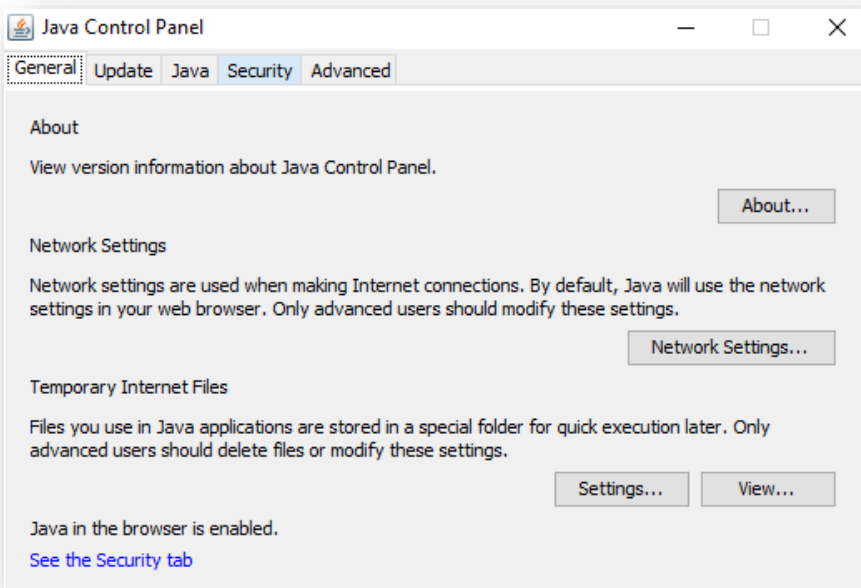 Java Control Panel
General Update Java Security Advanced
About
View version information about Java Control Panel.
About...
Network Settings
Network settings are used when making Internet connections. By default, Java will use the network
settings in your web browser. Only advanced users should modify these settings.
Network Settings...
Temporary Internet Files
Files you use in Java applications are stored in a special folder for quick execution later. Only
advanced users should delete files or modify these settings.
Settings... View...
Java in the browser is enabled.
See the Security tab